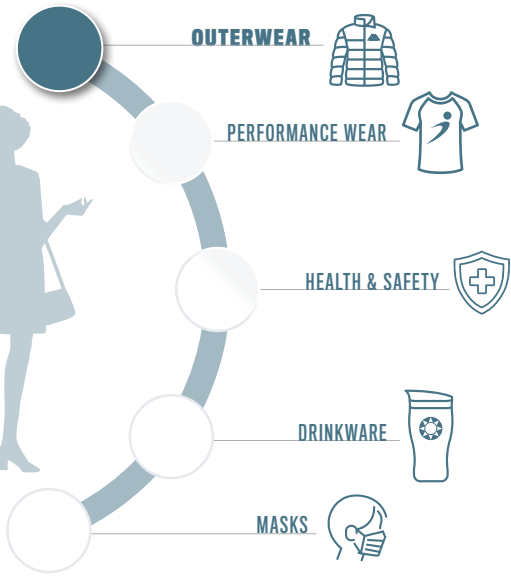 OUTERWEAR
PERFORMANCE WEAR
HEALTH & SAFETY
DRINKWARE
MASKS